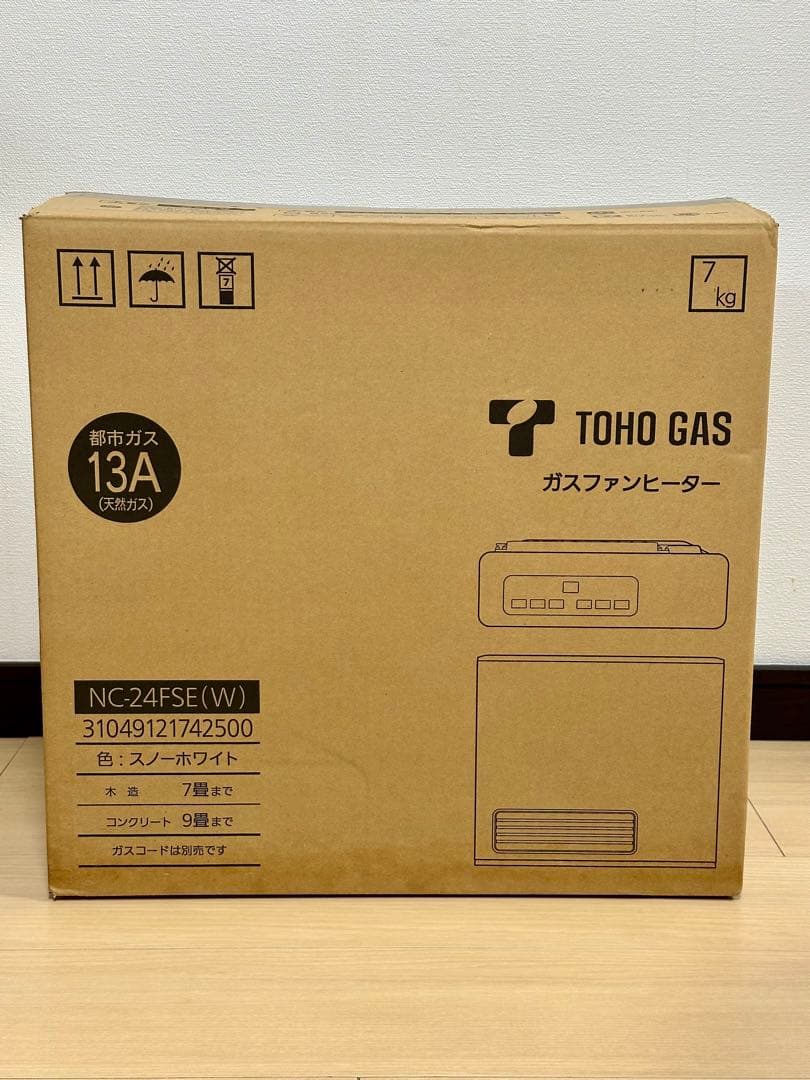 7
7
kg
都市ガス
13A
(天然ガス)
TOHO GAS
ガスファンヒーター
NC-24FSE(W)
31049121742500
色:スノーホワイト
木 造 7畳まで
コンクリート 9畳まで
ガスコードは別売です